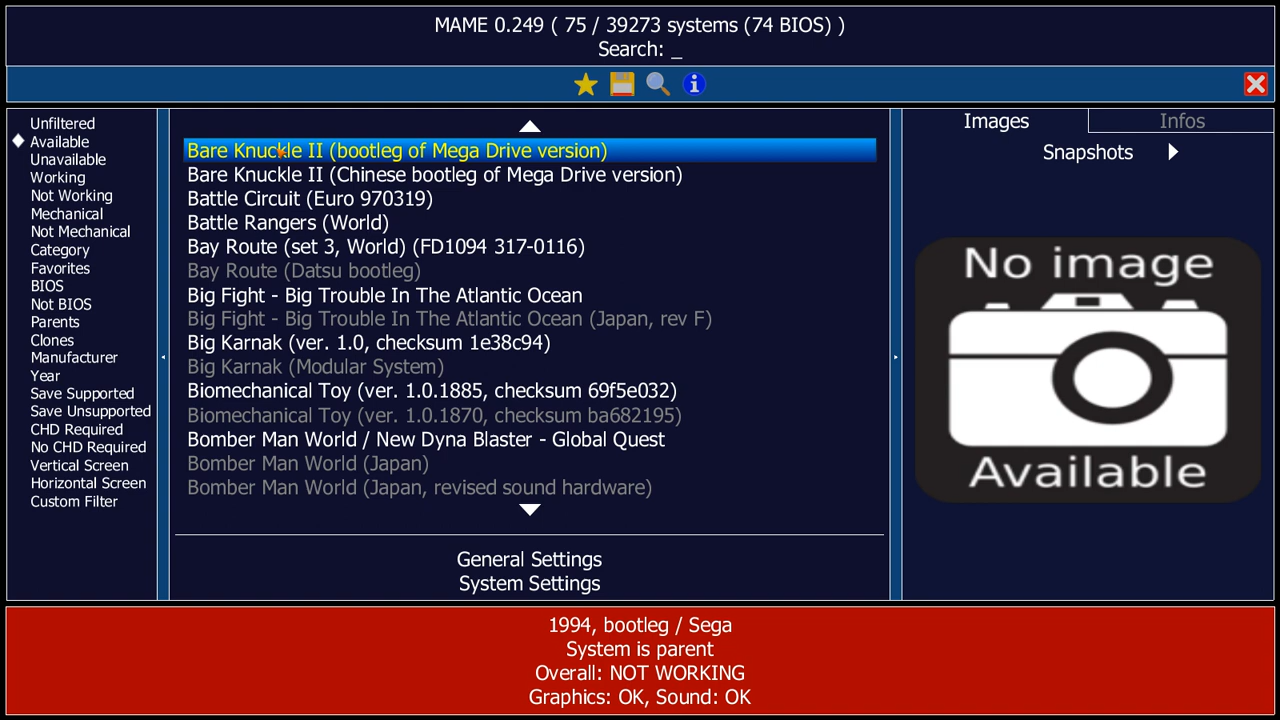 MAME 0.249 ( 75 / 39273 systems (74 BIOS) )
Search: _
Unfiltered
Available
Unavailable
Working
Not Working
Mechanical
Not Mechanical
Category
Favorites
BIOS
Not BIOS
Parents
Clones
Manufacturer
Year
Save Supported
Save Unsupported
CHD Required
No CHD Required
Vertical Screen
Horizontal Screen
Custom Filter
Bare Knuckle II (bootleg of Mega Drive version)
Bare Knuckle II (Chinese bootleg of Mega Drive version)
Battle Circuit (Euro 970319)
Battle Rangers (World)
Bay Route (set 3, World) (FD1094 317-0116)
Bay Route (Datsu bootleg)
Big Fight - Big Trouble In The Atlantic Ocean
Big Fight - Big Trouble In The Atlantic Ocean (Japan, rev F)
Big Karnak (ver. 1.0, checksum 1e38c94)
Big Karnak (Modular System)
Biomechanical Toy (ver. 1.0.1885, checksum 69f5e032)
Biomechanical Toy (ver. 1.0.1870, checksum ba682195)
Bomber Man World / New Dyna Blaster - Global Quest
Bomber Man World (Japan)
Bomber Man World (Japan, revised sound hardware)
General Settings
System Settings
Images
Infos
Snapshots
No image
Available
1994, bootleg / Sega
System is parent
Overall: NOT WORKING
Graphics: OK, Sound: OK